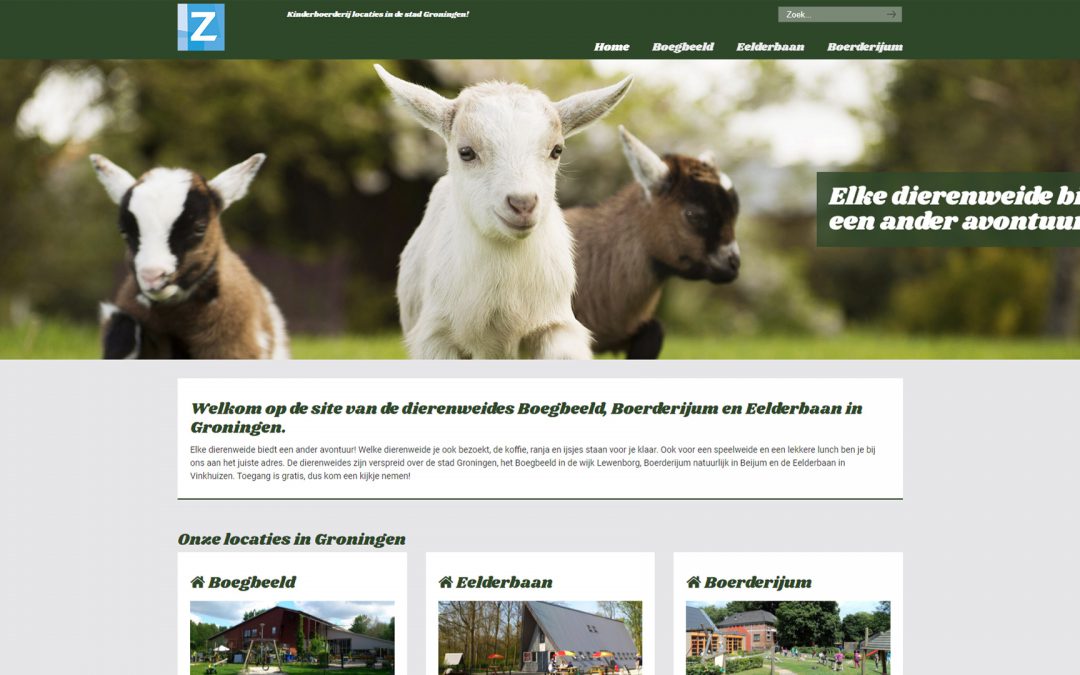 Z
Kinderboerderij locaties in de stad Groningen!
Zoek...
Home Boegbeeld Eelderbaan Boerderijum
Elke dierenweide bi
een ander avontuur
Welkom op de site van de dierenweides Boegbeeld, Boerderijum en Eelderbaan in
Groningen.
Elke dierenweide biedt een ander avontuur! Welke dierenweide je ook bezoekt, de koffie, ranja en ijsjes staan voor je klaar. Ook voor een speelweide en een lekkere lunch ben je bij
ons aan het juiste adres. De dierenweides zijn verspreid over de stad Groningen, het Boegbeeld in de wijk Lewenborg, Boerderijum natuurlijk in Beijum en de Eelderbaan in
Vinkhuizen. Toegang is gratis, dus kom een kijkje nemen!
Onze locaties in Groningen
Boegbeeld
Eelderbaan
Boerderijum